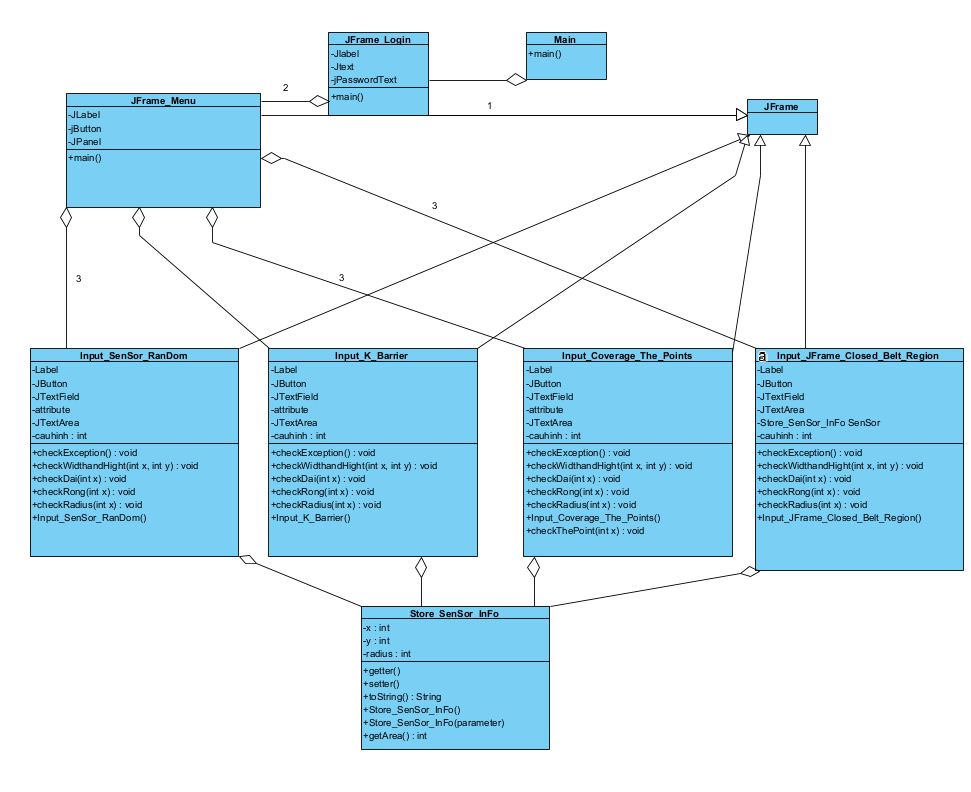 JFrame_Login
-Jlabel
-Jtext
-jPasswordText
+main()
Main
+main()
2
1
JFrame_Menu
-JLabel
-jButton
-JPanel
+main()
JFrame
3
3
3
Input_SenSor_RanDom
-Label
-JButton
-JTextField
-attribute
-JTextArea
-cauhinh : int
+checkException() : void
+checkWidthandHight(int x, int y) : void
+checkDai(int x) : void
+checkRong(int x) : void
+checkRadius(int x) : void
+Input_SenSor_RanDom()
Input_K_Barrier
-Label
-JButton
-JTextField
-attribute
-JTextArea
-cauhinh : int
+checkException() : void
+checkWidthandHight(int x, int y) : void
+checkDai(int x) : void
+checkRong(int x) : void
+checkRadius(int x) : void
+Input_K_Barrier()
Input_Coverage_The_Points
-Label
-JButton
-JTextField
-attribute
-JTextArea
-cauhinh : int
+checkException() : void
+checkWidthandHight(int x, int y) : void
+checkDai(int x) : void
+checkRong(int x) : void
+checkRadius(int x) : void
+Input_Coverage_The_Points()
+checkThePoint(int x) : void
a
Input_JFrame_Closed_Belt_Region
-Label
-JButton
-JTextField
-JTextArea
-Store_SenSor_InFo SenSor
-cauhinh : int
+checkException() : void
+checkWidthandHight(int x, int y) : void
+checkDai(int x) : void
+checkRong(int x) : void
+checkRadius(int x) : void
+Input_JFrame_Closed_Belt_Region()
Store_SenSor_InFo
-x : int
-y : int
-radius : int
+getter()
+setter()
+toString() : String
+Store_SenSor_InFo()
+Store_SenSor_InFo(parameter)
+getArea() : int